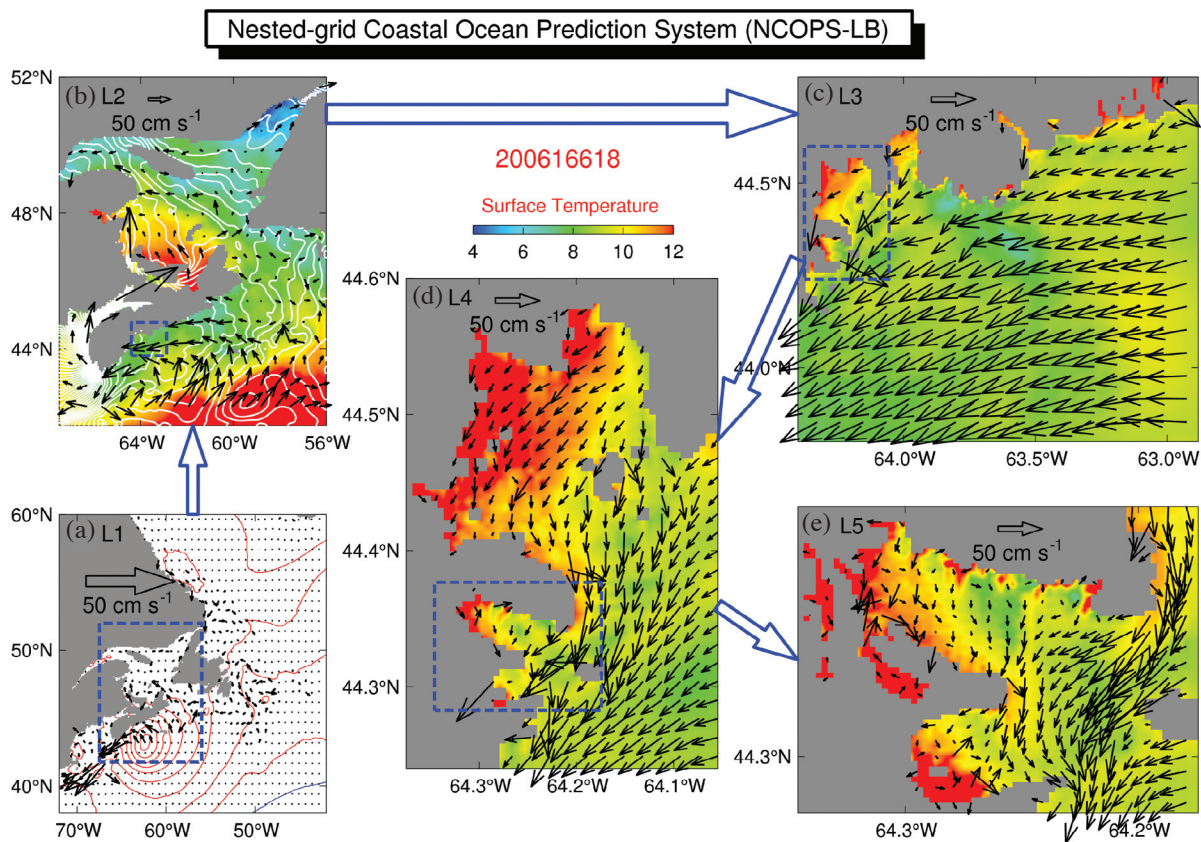 Nested-grid Coastal Ocean Prediction System (NCOPS-LB)
52°N
(b) L2
50 cm s⁻¹
48°N
44°N
64°W 60°W 56°W
200616618
Surface Temperature
4 6 8 10 12
(c) L3
50 cm s⁻¹
44.5°N
44.0°N
64.0°W 63.5°W 63.0°W
44.6°N
(d) L4
50 cm s⁻¹
44.5°N
44.4°N
44.3°N
64.3°W 64.2°W 64.1°W
60°N
(a) L1
50 cm s⁻¹
50°N
40°N
70°W 60°W 50°W
(e) L5
50 cm s⁻¹
44.3°N
64.3°W 64.2°W